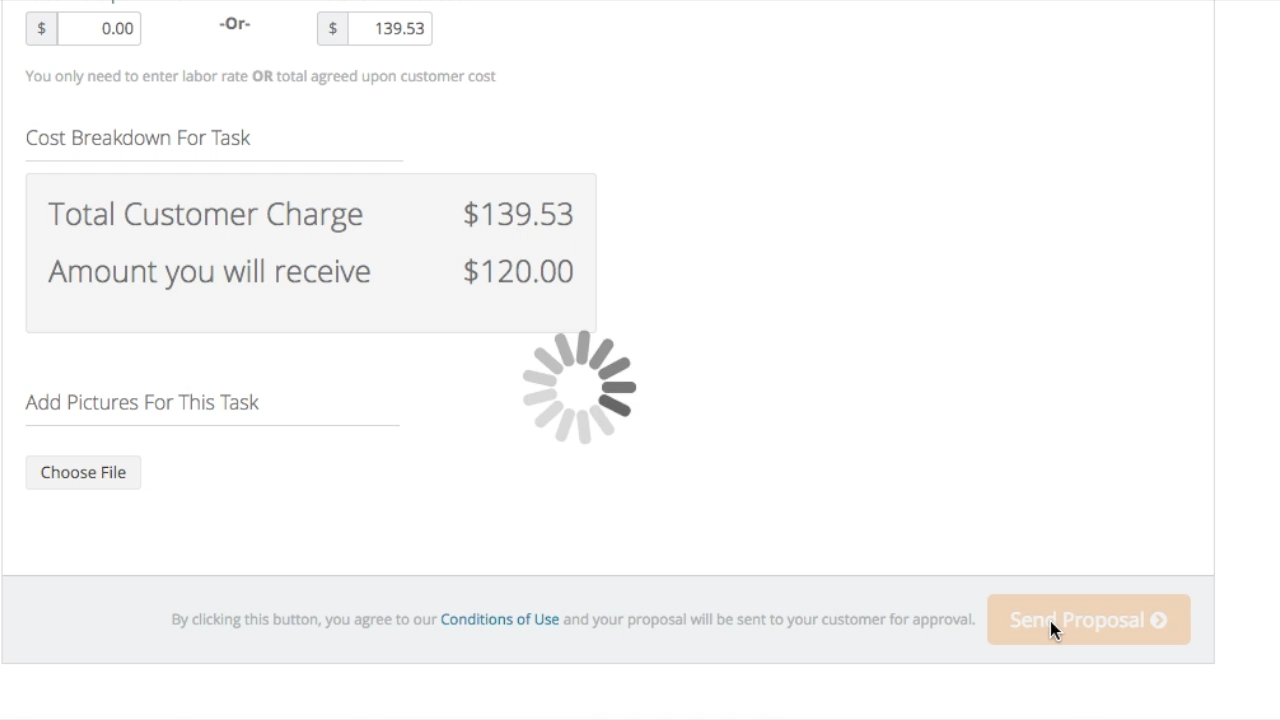 $ 0.00 -Or- $ 139.53
You only need to enter labor rate OR total agreed upon customer cost
Cost Breakdown For Task
Total Customer Charge $139.53
Amount you will receive $120.00
Add Pictures For This Task
Choose File
By clicking this button, you agree to our Conditions of Use and your proposal will be sent to your customer for approval. Send Proposal